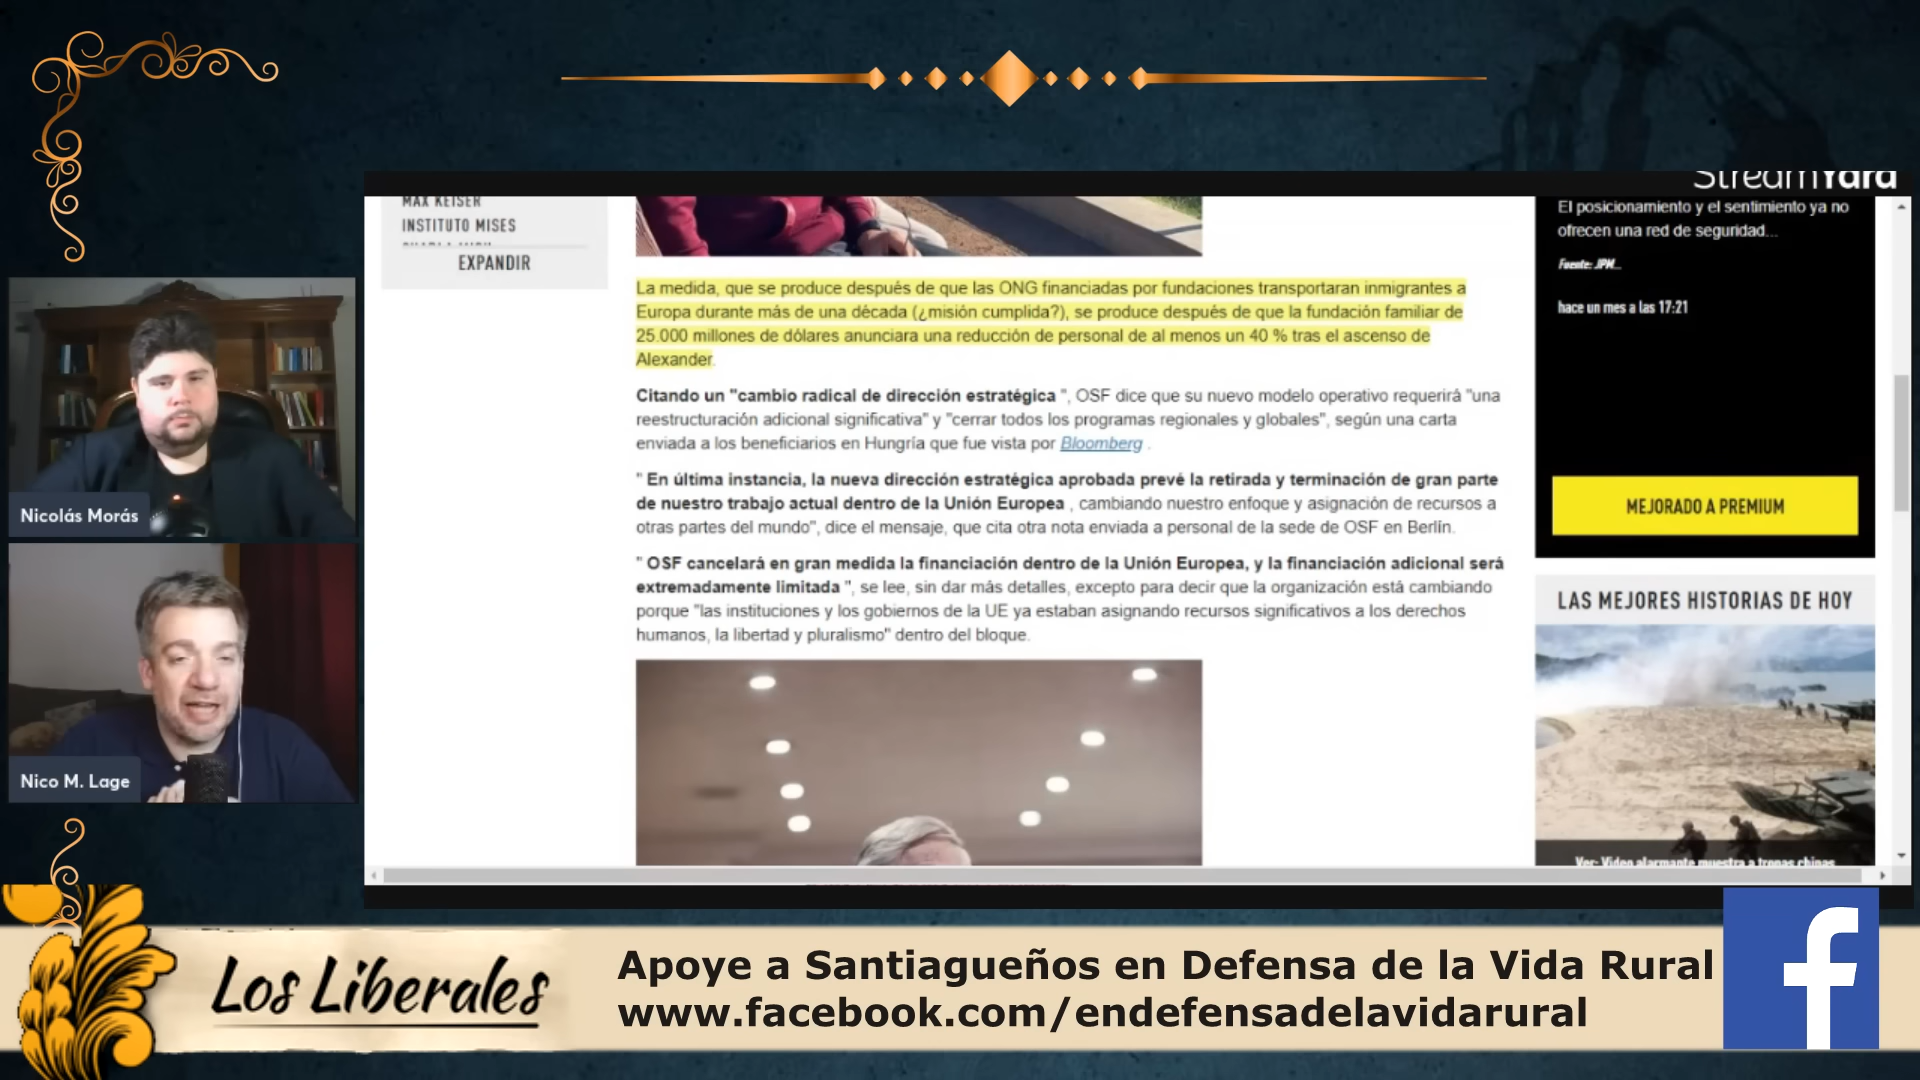 StreamYard
MAX KEISER
INSTITUTO MISES
EXPANDIR
La medida, que se produce después de que las ONG financiadas por fundaciones transportaran inmigrantes a
Europa durante más de una década (¿misión cumplida?), se produce después de que la fundación familiar de
25.000 millones de dólares anunciara una reducción de personal de al menos un 40 % tras el ascenso de
Alexander.
Citando un "cambio radical de dirección estratégica ", OSF dice que su nuevo modelo operativo requerirá "una
reestructuración adicional significativa" y "cerrar todos los programas regionales y globales", según una carta
enviada a los beneficiarios en Hungría que fue vista por Bloomberg .
" En última instancia, la nueva dirección estratégica aprobada prevé la retirada y terminación de gran parte
de nuestro trabajo actual dentro de la Unión Europea , cambiando nuestro enfoque y asignación de recursos a
otras partes del mundo", dice el mensaje, que cita otra nota enviada a personal de la sede de OSF en Berlín.
" OSF cancelará en gran medida la financiación dentro de la Unión Europea, y la financiación adicional será
extremadamente limitada ", se lee, sin dar más detalles, excepto para decir que la organización está cambiando
porque "las instituciones y los gobiernos de la UE ya estaban asignando recursos significativos a los derechos
humanos, la libertad y pluralismo" dentro del bloque.
El posicionamiento y el sentimiento ya no
ofrecen una red de seguridad...
Fuente: JPM...
hace un mes a las 17:21
MEJORADO A PREMIUM
LAS MEJORES HISTORIAS DE HOY
Ver: Video alarmante muestra a tropas chinas
Nicolás Morás
Nico M. Lage
Los Liberales
Apoye a Santiagueños en Defensa de la Vida Rural
www.facebook.com/endefensadelavidarural
f